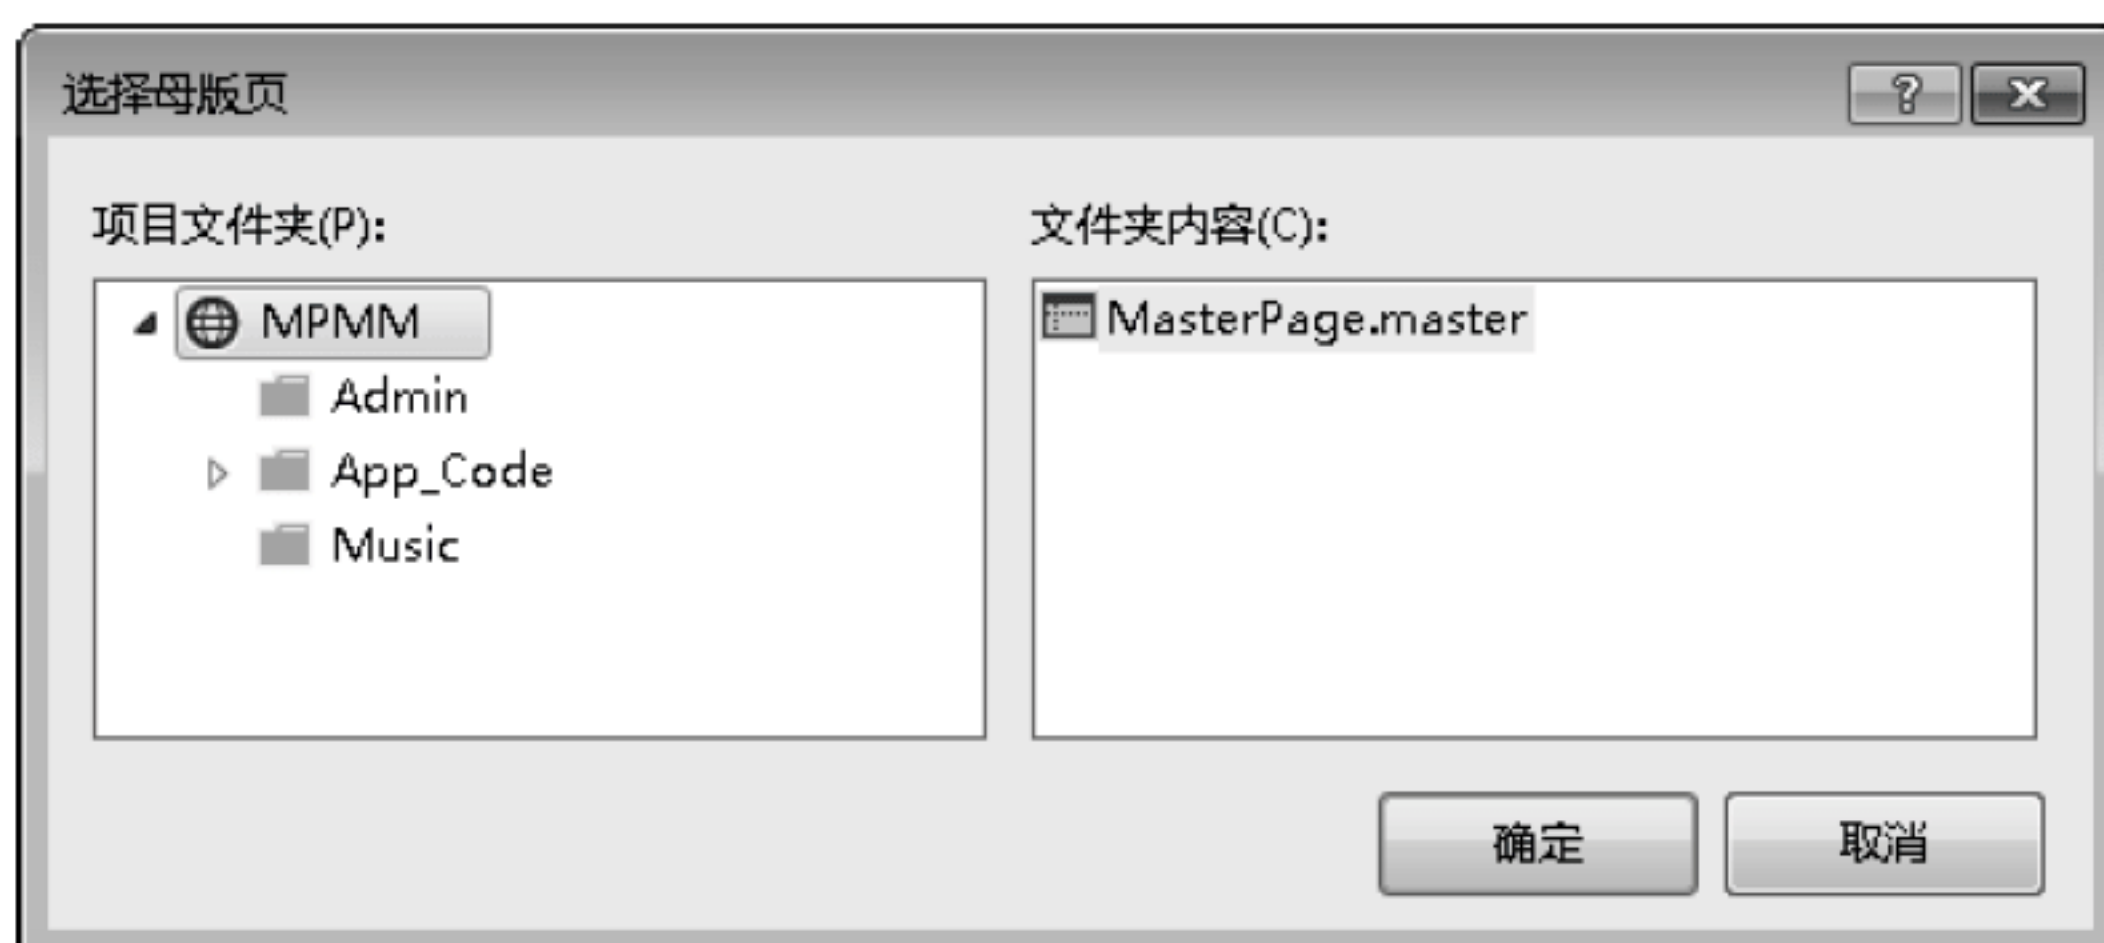 选择母版页
项目文件夹(P):
文件夹内容(C):
MPMM
Admin
App_Code
Music
MasterPage.master
确定
取消